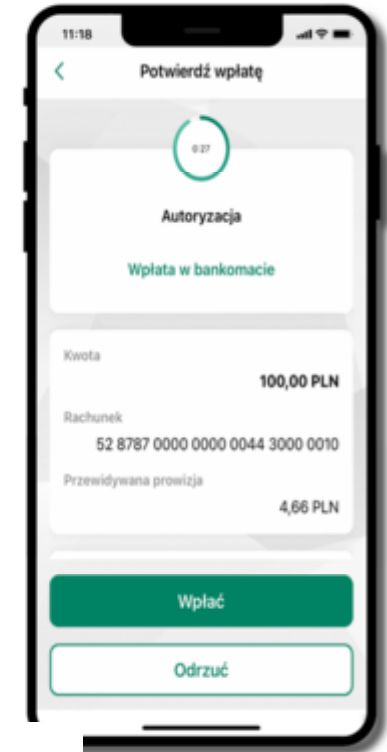 11:18
Potwierdź wpłatę
0:27
Autoryzacja
Wpłata w bankomacie
Kwota
100,00 PLN
Rachunek
52 8787 0000 0000 0044 3000 0010
Przewidywana prowizja
4,66 PLN
Wpłać
Odrzuć